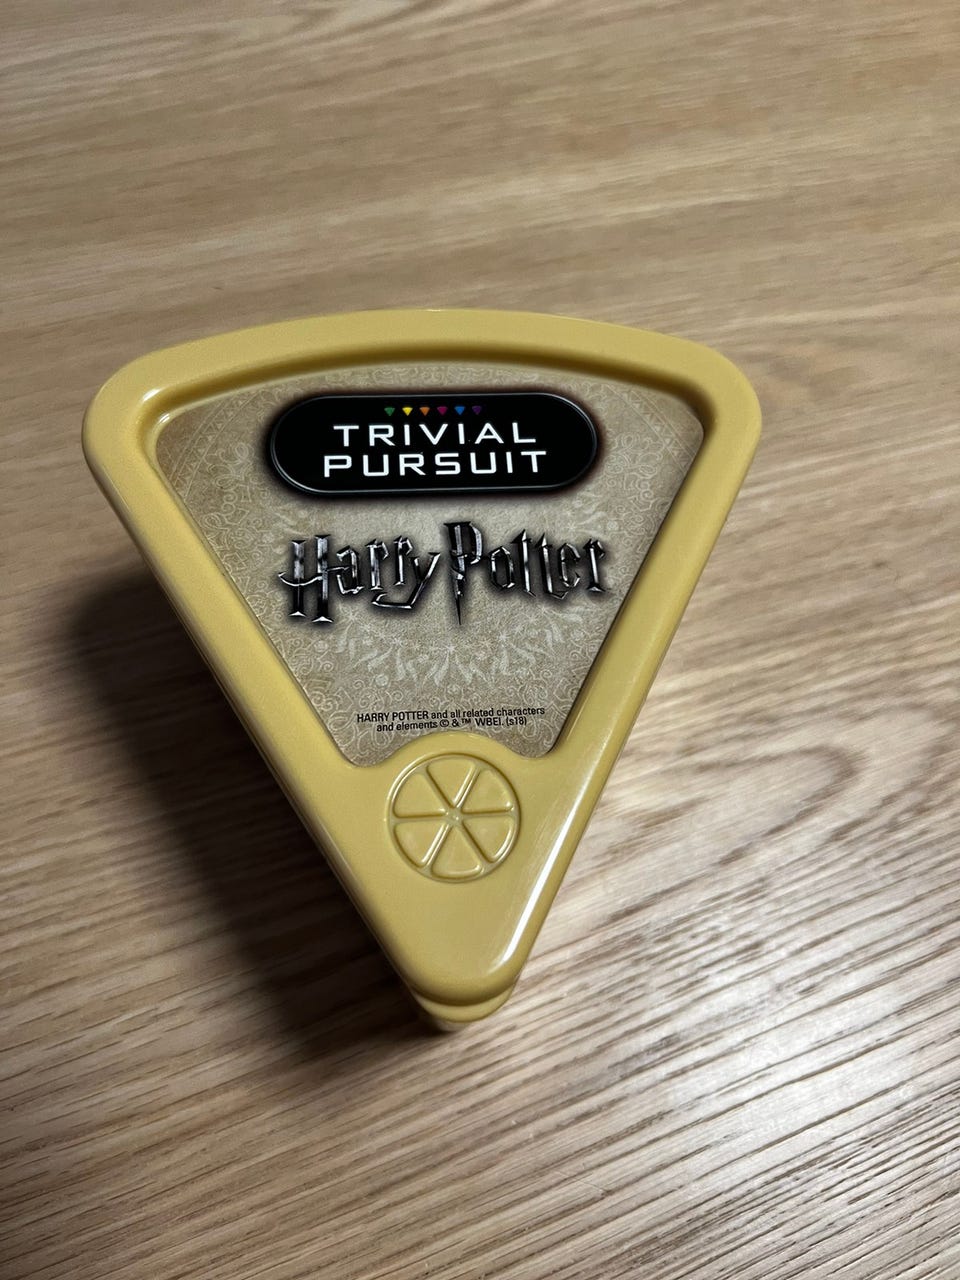 TRIVIAL
PURSUIT
Harry Potter
HARRY POTTER and all related characters
and elements © & ™ WBEI. (s18)